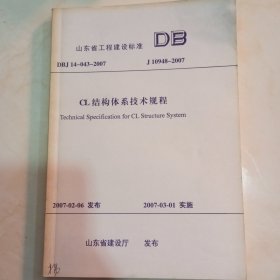 山东省工程建设标准 DB
DBJ 14-043-2007 J 10948-2007
CL结构体系技术规程
Technical Specification for CL Structure System
2007-02-06 发布 2007-03-01 实施
山东省建设厅 发布